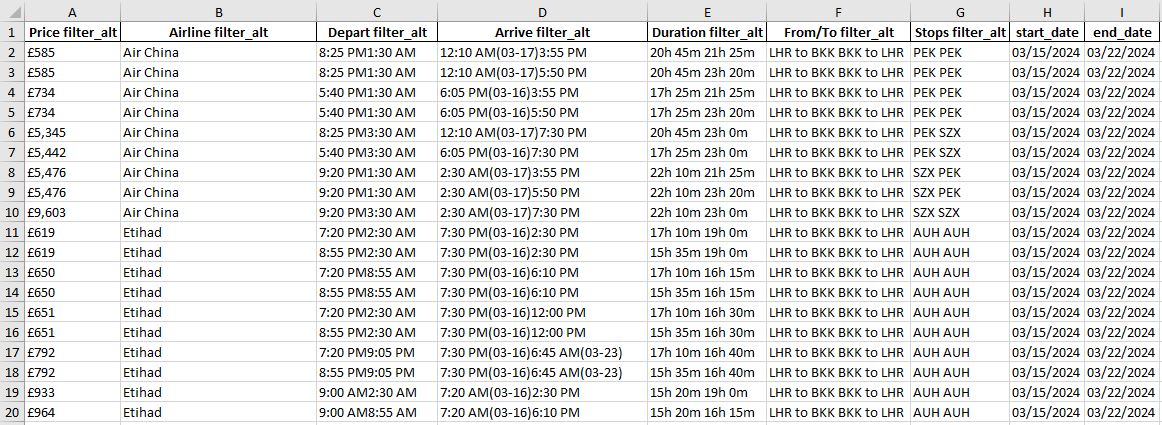 A B C D E F G H I
1 Price filter_alt Airline filter_alt Depart filter_alt Arrive filter_alt Duration filter_alt From/To filter_alt Stops filter_alt start_date end_date
2 £585 Air China 8:25 PM1:30 AM 12:10 AM(03-17)3:55 PM 20h 45m 21h 25m LHR to BKK BKK to LHR PEK PEK 03/15/2024 03/22/2024
3 £585 Air China 8:25 PM1:30 AM 12:10 AM(03-17)5:50 PM 20h 45m 23h 20m LHR to BKK BKK to LHR PEK PEK 03/15/2024 03/22/2024
4 £734 Air China 5:40 PM1:30 AM 6:05 PM(03-16)3:55 PM 17h 25m 21h 25m LHR to BKK BKK to LHR PEK PEK 03/15/2024 03/22/2024
5 £734 Air China 5:40 PM1:30 AM 6:05 PM(03-16)5:50 PM 17h 25m 23h 20m LHR to BKK BKK to LHR PEK PEK 03/15/2024 03/22/2024
6 £5,345 Air China 8:25 PM3:30 AM 12:10 AM(03-17)7:30 PM 20h 45m 23h 0m LHR to BKK BKK to LHR PEK SZX 03/15/2024 03/22/2024
7 £5,442 Air China 5:40 PM3:30 AM 6:05 PM(03-16)7:30 PM 17h 25m 23h 0m LHR to BKK BKK to LHR PEK SZX 03/15/2024 03/22/2024
8 £5,476 Air China 9:20 PM1:30 AM 2:30 AM(03-17)3:55 PM 22h 10m 21h 25m LHR to BKK BKK to LHR SZX PEK 03/15/2024 03/22/2024
9 £5,476 Air China 9:20 PM1:30 AM 2:30 AM(03-17)5:50 PM 22h 10m 23h 20m LHR to BKK BKK to LHR SZX PEK 03/15/2024 03/22/2024
10 £9,603 Air China 9:20 PM3:30 AM 2:30 AM(03-17)7:30 PM 22h 10m 23h 0m LHR to BKK BKK to LHR SZX SZX 03/15/2024 03/22/2024
11 £619 Etihad 7:20 PM2:30 AM 7:30 PM(03-16)2:30 PM 17h 10m 19h 0m LHR to BKK BKK to LHR AUH AUH 03/15/2024 03/22/2024
12 £619 Etihad 8:55 PM2:30 AM 7:30 PM(03-16)2:30 PM 15h 35m 19h 0m LHR to BKK BKK to LHR AUH AUH 03/15/2024 03/22/2024
13 £650 Etihad 7:20 PM8:55 AM 7:30 PM(03-16)6:10 PM 17h 10m 16h 15m LHR to BKK BKK to LHR AUH AUH 03/15/2024 03/22/2024
14 £650 Etihad 8:55 PM8:55 AM 7:30 PM(03-16)6:10 PM 15h 35m 16h 15m LHR to BKK BKK to LHR AUH AUH 03/15/2024 03/22/2024
15 £651 Etihad 7:20 PM2:30 AM 7:30 PM(03-16)12:00 PM 17h 10m 16h 30m LHR to BKK BKK to LHR AUH AUH 03/15/2024 03/22/2024
16 £651 Etihad 8:55 PM2:30 AM 7:30 PM(03-16)12:00 PM 15h 35m 16h 30m LHR to BKK BKK to LHR AUH AUH 03/15/2024 03/22/2024
17 £792 Etihad 7:20 PM9:05 PM 7:30 PM(03-16)6:45 AM(03-23) 17h 10m 16h 40m LHR to BKK BKK to LHR AUH AUH 03/15/2024 03/22/2024
18 £792 Etihad 8:55 PM9:05 PM 7:30 PM(03-16)6:45 AM(03-23) 15h 35m 16h 40m LHR to BKK BKK to LHR AUH AUH 03/15/2024 03/22/2024
19 £933 Etihad 9:00 AM2:30 AM 7:20 AM(03-16)2:30 PM 15h 20m 19h 0m LHR to BKK BKK to LHR AUH AUH 03/15/2024 03/22/2024
20 £964 Etihad 9:00 AM8:55 AM 7:20 AM(03-16)6:10 PM 15h 20m 16h 15m LHR to BKK BKK to LHR AUH AUH 03/15/2024 03/22/2024